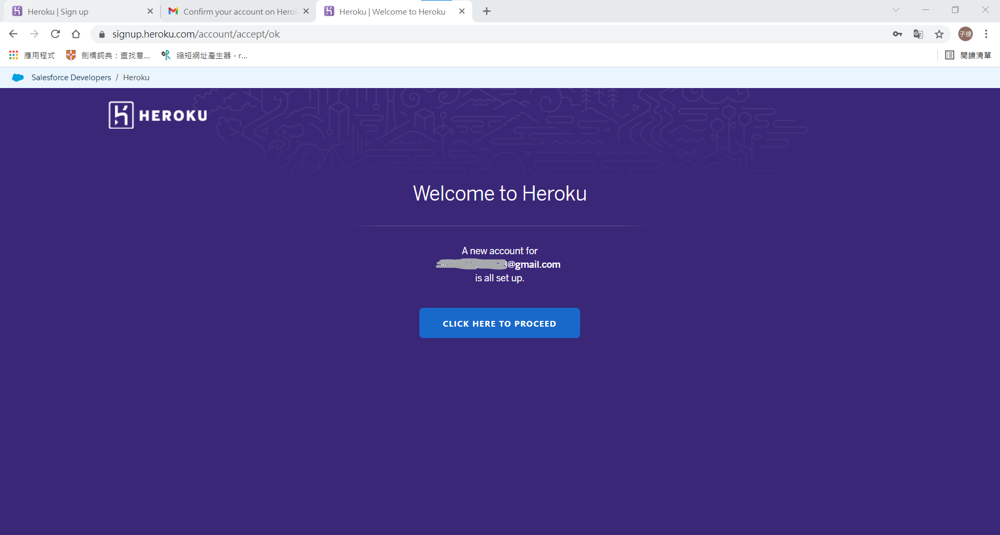 Heroku | Sign up
Confirm your account on Herok
Heroku | Welcome to Heroku
signup.heroku.com/account/accept/ok
子捷
應用程式
劍橋詞典：查找意...
縮短網址產生器 - r...
閱讀清單
Salesforce Developers / Heroku
HEROKU
Welcome to Heroku
A new account for
@gmail.com
is all set up.
CLICK HERE TO PROCEED